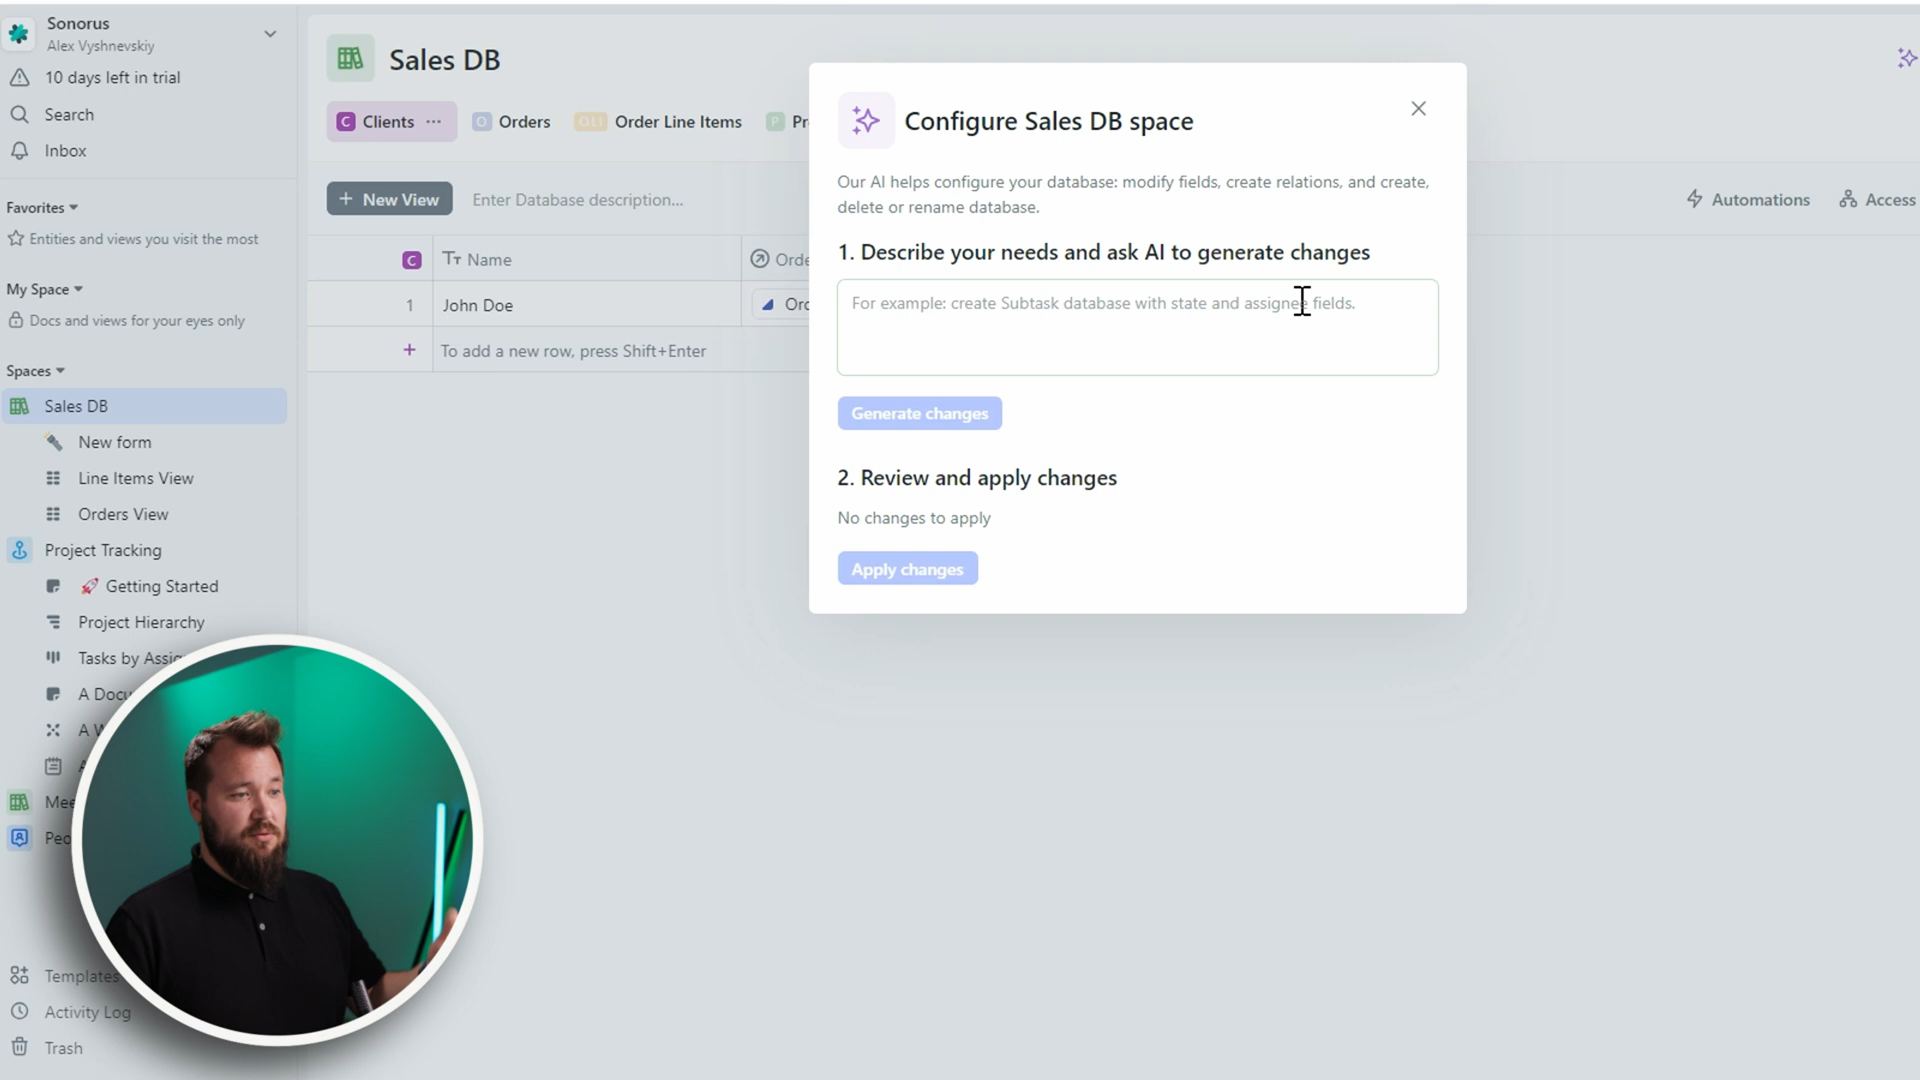 Sonorus
Alex Vyshnevskiy
10 days left in trial
Search
Inbox
Favorites
Entities and views you visit the most
My Space
Docs and views for your eyes only
Spaces
Sales DB
New form
Line Items View
Orders View
Project Tracking
🚀 Getting Started
Project Hierarchy
Tasks by
A
A
Templates
Activity Log
Trash
Sales DB
C Clients ...
O Orders
OLI Order Line Items
P
+ New View
Enter Database description...
Automations
Access
C
Name
1
John Doe
+
To add a new row, press Shift+Enter
Configure Sales DB space
Our AI helps configure your database: modify fields, create relations, and create,
delete or rename database.
1. Describe your needs and ask AI to generate changes
For example: create Subtask database with state and assignee fields.
Generate changes
2. Review and apply changes
No changes to apply
Apply changes